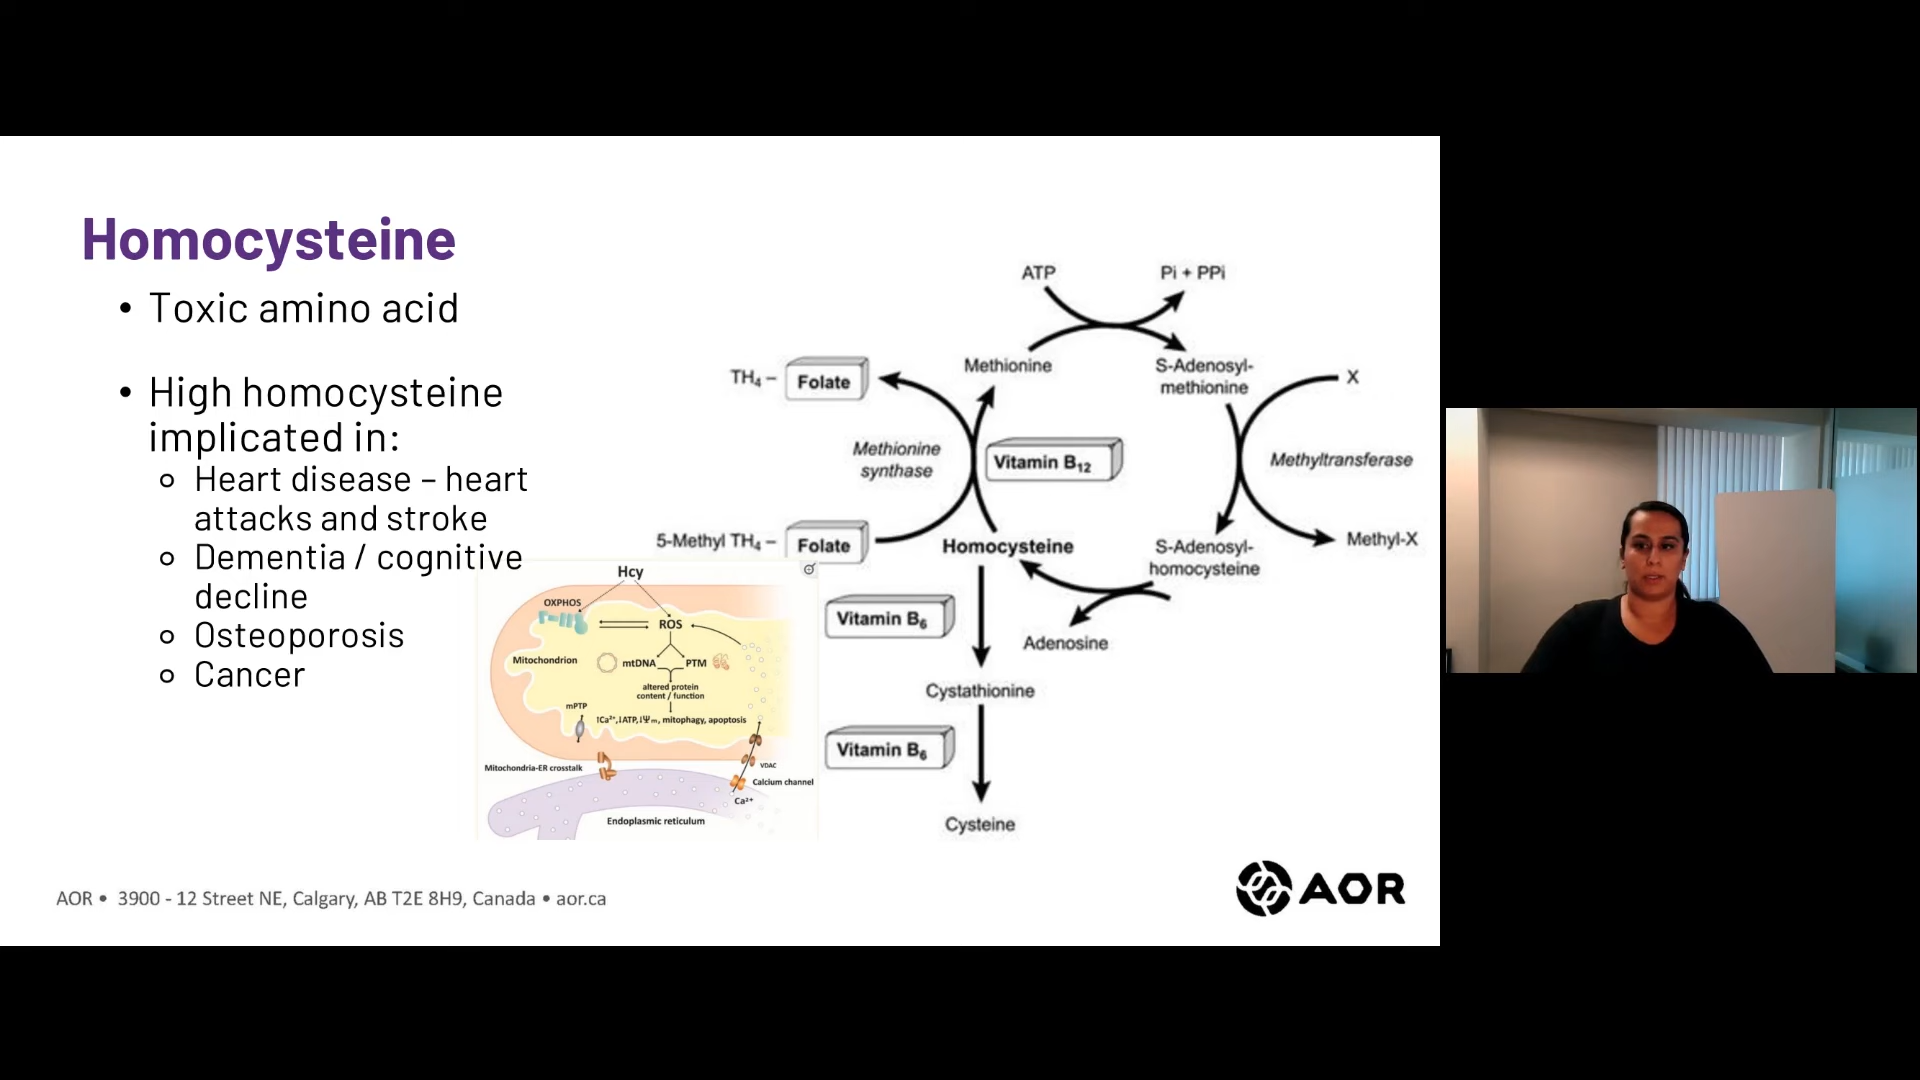 Homocysteine
• Toxic amino acid
• High homocysteine
implicated in:
Heart disease – heart
attacks and stroke
Dementia / cognitive
decline
Osteoporosis
Cancer
ATP
Pi + PPi
Methionine
S-Adenosyl-
methionine
X
TH₄ –
Folate
Methionine
synthase
Vitamin B₁₂
Methyltransferase
5-Methyl TH₄ –
Folate
Homocysteine
S-Adenosyl-
homocysteine
Methyl-X
Vitamin B₆
Adenosine
Cystathionine
Vitamin B₆
Cysteine
Hcy
OXPHOS
ROS
Mitochondrion
mtDNA
PTM
altered protein
content / function
mPTP
↑Ca²⁺,↓ATP,↓Ψₘ, mitophagy, apoptosis
Mitochondria-ER crosstalk
VDAC
Calcium channel
Ca²⁺
Endoplasmic reticulum
AOR • 3900 - 12 Street NE, Calgary, AB T2E 8H9, Canada • aor.ca
AOR